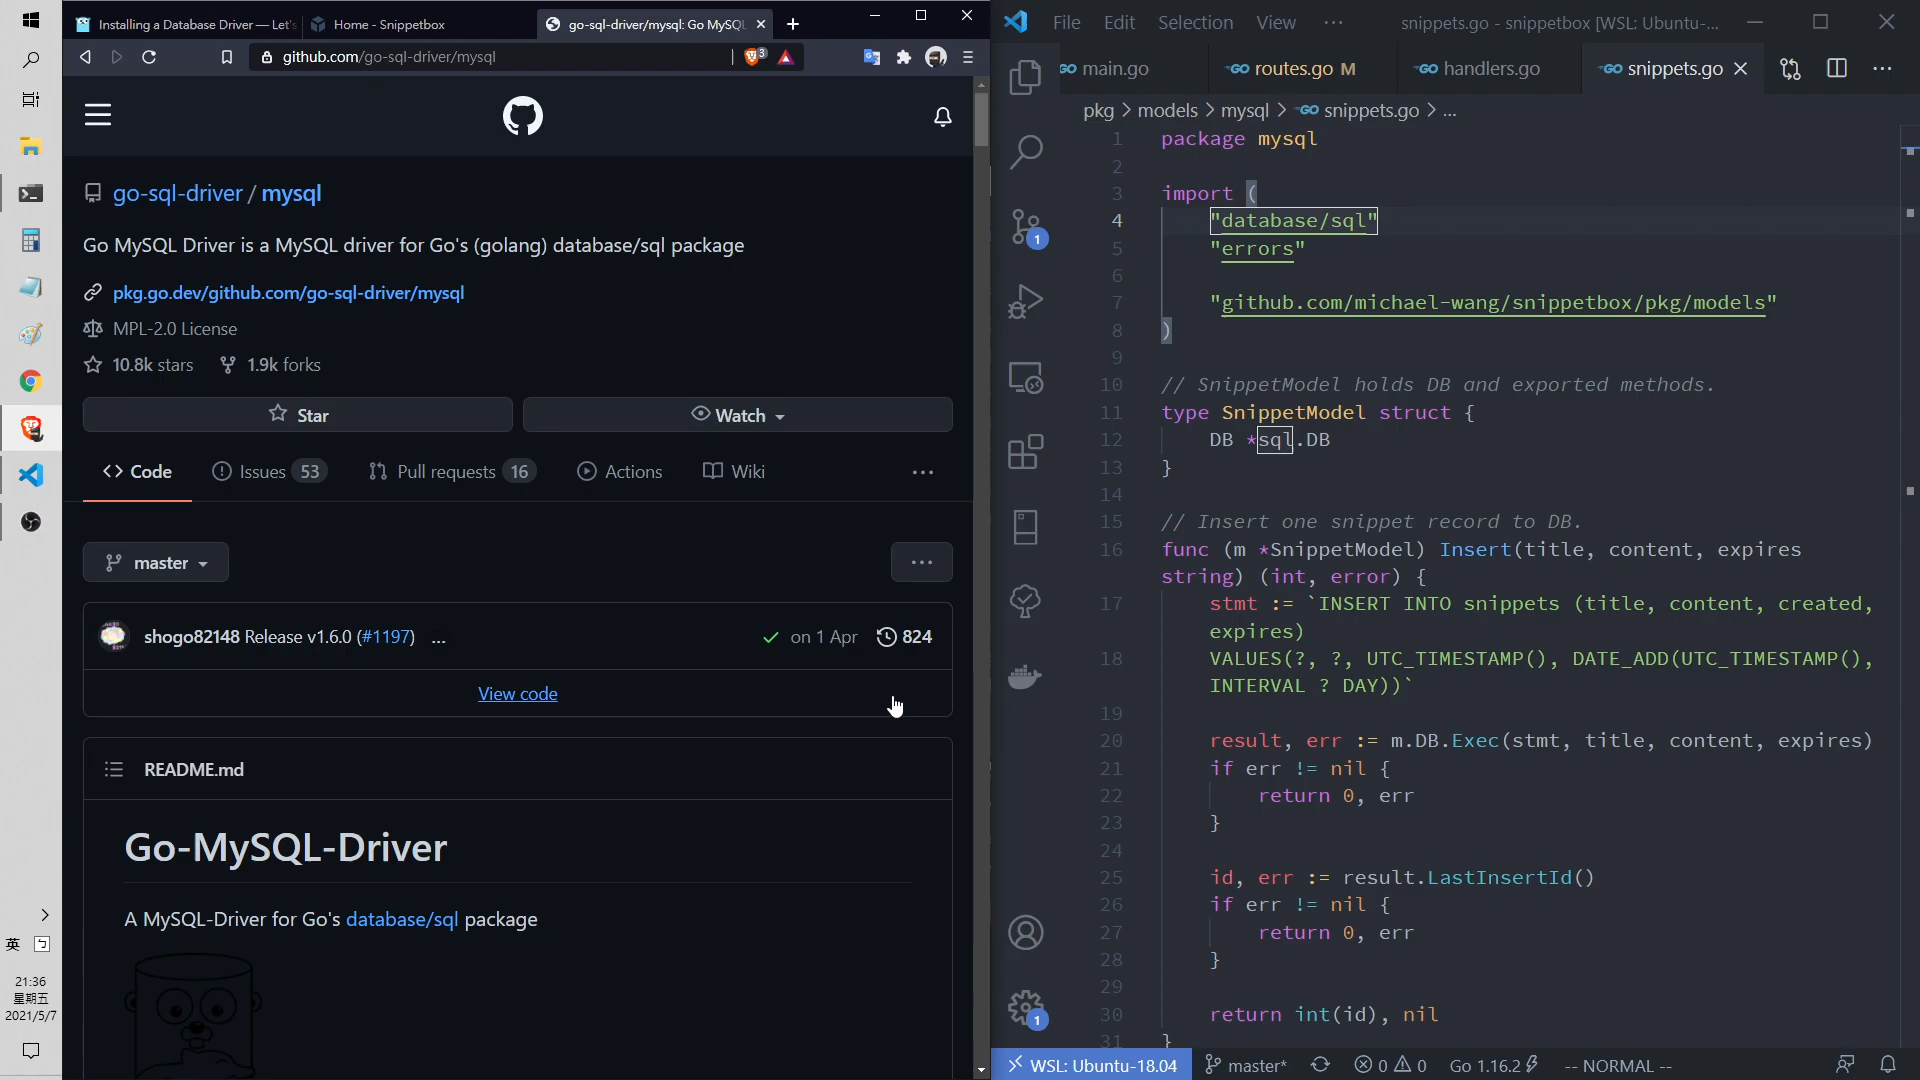 Installing a Database Driver — Let's
Home - Snippetbox
go-sql-driver/mysql: Go MySQL
github.com/go-sql-driver/mysql
3
go-sql-driver / mysql
Go MySQL Driver is a MySQL driver for Go's (golang) database/sql package
pkg.go.dev/github.com/go-sql-driver/mysql
MPL-2.0 License
10.8k stars 1.9k forks
Star
Watch
Code
Issues 53
Pull requests 16
Actions
Wiki
master
shogo82148 Release v1.6.0 (#1197) ...
on 1 Apr 824
View code
README.md
Go-MySQL-Driver
A MySQL-Driver for Go's database/sql package
英
21:36
星期五
2021/5/7
File Edit Selection View ···
snippets.go - snippetbox [WSL: Ubuntu-...
main.go
routes.go M
handlers.go
snippets.go
pkg > models > mysql > snippets.go > ...
1 package mysql
2
3 import (
4 "database/sql"
5 "errors"
6
7 "github.com/michael-wang/snippetbox/pkg/models"
8 )
9
10 // SnippetModel holds DB and exported methods.
11 type SnippetModel struct {
12 DB *sql.DB
13 }
14
15 // Insert one snippet record to DB.
16 func (m *SnippetModel) Insert(title, content, expires
string) (int, error) {
17 stmt := `INSERT INTO snippets (title, content, created,
expires)
18 VALUES(?, ?, UTC_TIMESTAMP(), DATE_ADD(UTC_TIMESTAMP(),
INTERVAL ? DAY))`
19
20 result, err := m.DB.Exec(stmt, title, content, expires)
21 if err != nil {
22 return 0, err
23 }
24
25 id, err := result.LastInsertId()
26 if err != nil {
27 return 0, err
28 }
29
30 return int(id), nil
31 }
1
1
WSL: Ubuntu-18.04
master*
0 0
Go 1.16.2
-- NORMAL --